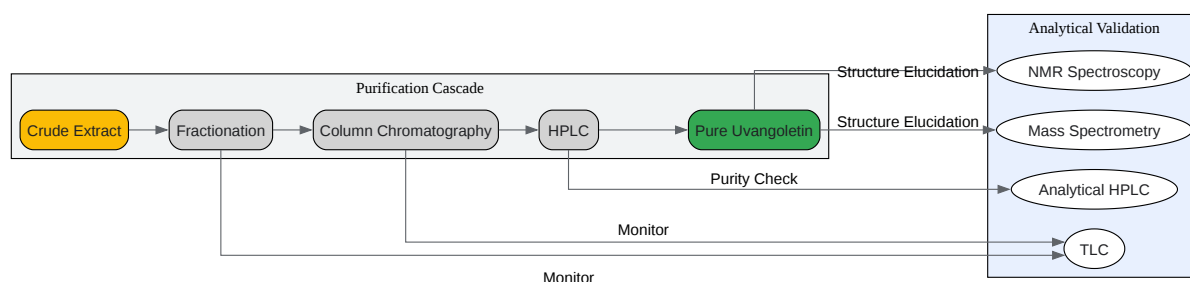 Analytical Validation
Structure Elucidation
NMR Spectroscopy
Purification Cascade
Crude Extract
Fractionation
Column Chromatography
HPLC
Pure Uvangoletin
Structure Elucidation
Mass Spectrometry
Purity Check
Analytical HPLC
Monitor
TLC
Monitor